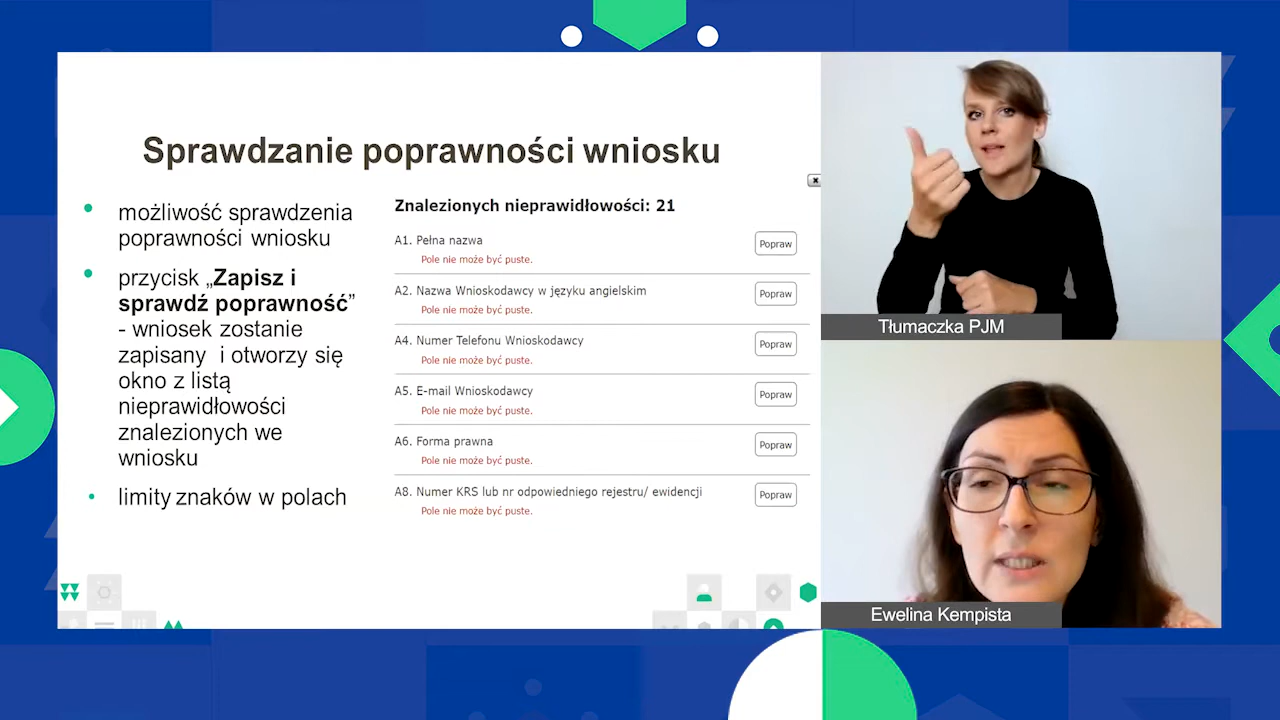 Sprawdzanie poprawności wniosku
możliwość sprawdzenia
poprawności wniosku
przycisk „Zapisz i
sprawdź poprawność”
- wniosek zostanie
zapisany i otworzy się
okno z listą
nieprawidłowości
znalezionych we
wniosku
limity znaków w polach
Znalezionych nieprawidłowości: 21
A1. Pełna nazwa
Pole nie może być puste.
Popraw
A2. Nazwa Wnioskodawcy w języku angielskim
Pole nie może być puste.
Popraw
A4. Numer Telefonu Wnioskodawcy
Pole nie może być puste.
Popraw
A5. E-mail Wnioskodawcy
Pole nie może być puste.
Popraw
A6. Forma prawna
Pole nie może być puste.
Popraw
A8. Numer KRS lub nr odpowiedniego rejestru/ ewidencji
Pole nie może być puste.
Popraw
Tłumaczka PJM
Ewelina Kempista